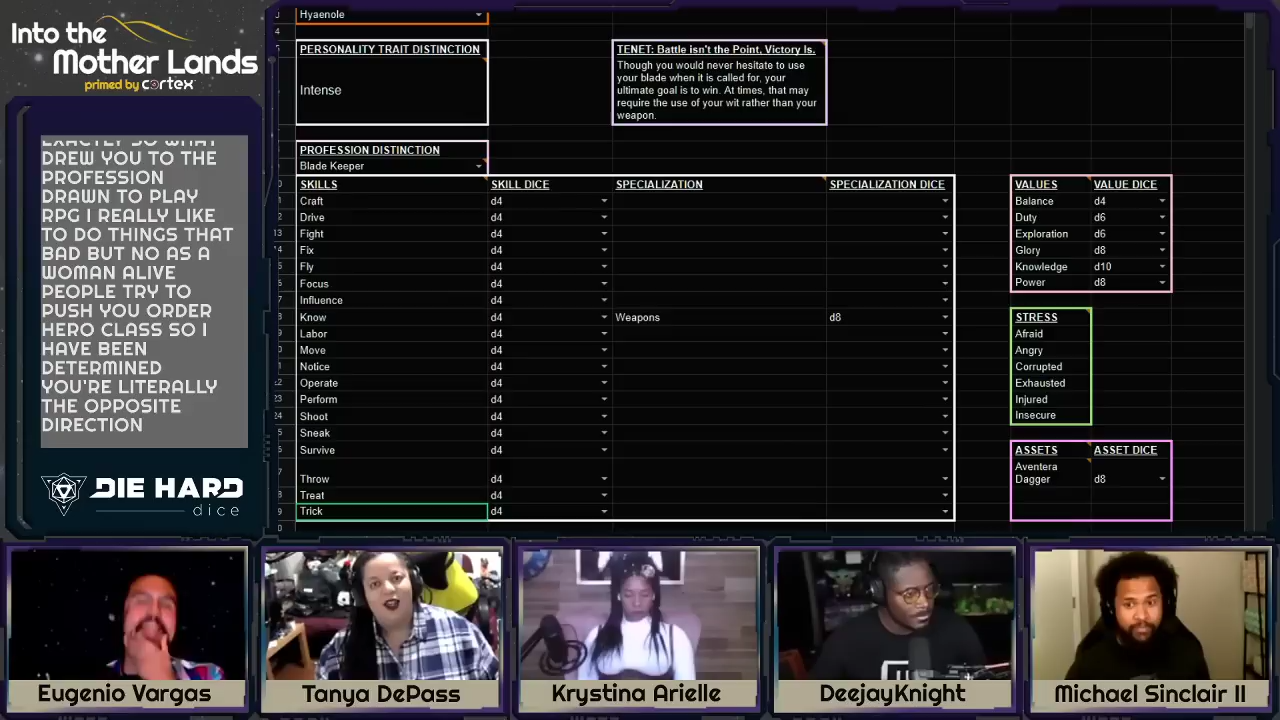 Into the
Mother Lands
primed by cortex
EXACTLY SO WHAT
DREW YOU TO THE
PROFESSION
DRAWN TO PLAY
RPG I REALLY LIKE
TO DO THINGS THAT
BAD BUT NO AS A
WOMAN ALIVE
PEOPLE TRY TO
PUSH YOU ORDER
HERO CLASS SO I
HAVE BEEN
DETERMINED
YOU'RE LITERALLY
THE OPPOSITE
DIRECTION
DIE HARD
dice
Hyaenole
PERSONALITY TRAIT DISTINCTION
Intense
TENET: Battle isn't the Point, Victory Is.
Though you would never hesitate to use
your blade when it is called for, your
ultimate goal is to win. At times, that may
require the use of your wit rather than your
weapon.
PROFESSION DISTINCTION
Blade Keeper
SKILLS SKILL DICE SPECIALIZATION SPECIALIZATION DICE
Craft d4
Drive d4
Fight d4
Fix d4
Fly d4
Focus d4
Influence d4
Know d4 Weapons d8
Labor d4
Move d4
Notice d4
Operate d4
Perform d4
Shoot d4
Sneak d4
Survive d4
Throw d4
Treat d4
Trick d4
VALUES VALUE DICE
Balance d4
Duty d6
Exploration d6
Glory d8
Knowledge d10
Power d8
STRESS
Afraid
Angry
Corrupted
Exhausted
Injured
Insecure
ASSETS ASSET DICE
Aventera
Dagger d8
Eugenio Vargas
Tanya DePass
Krystina Arielle
DeejayKnight
Michael Sinclair II